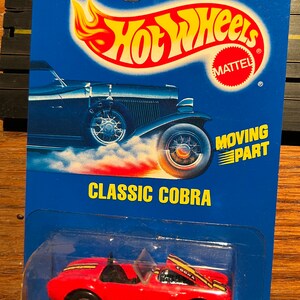 HOT WHEELS
®
MATTEL
®
MOVING
PART
CLASSIC COBRA